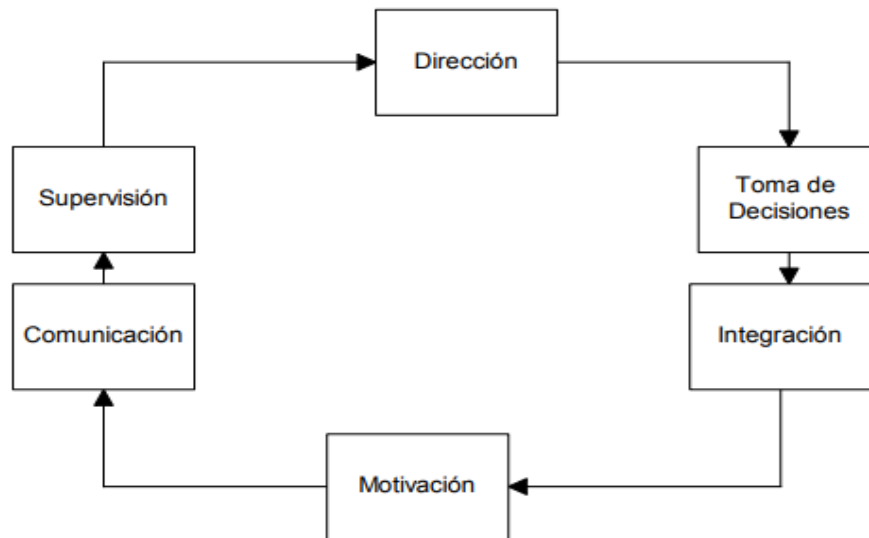 Dirección
Supervisión
Toma de
Decisiones
Comunicación
Integración
Motivación